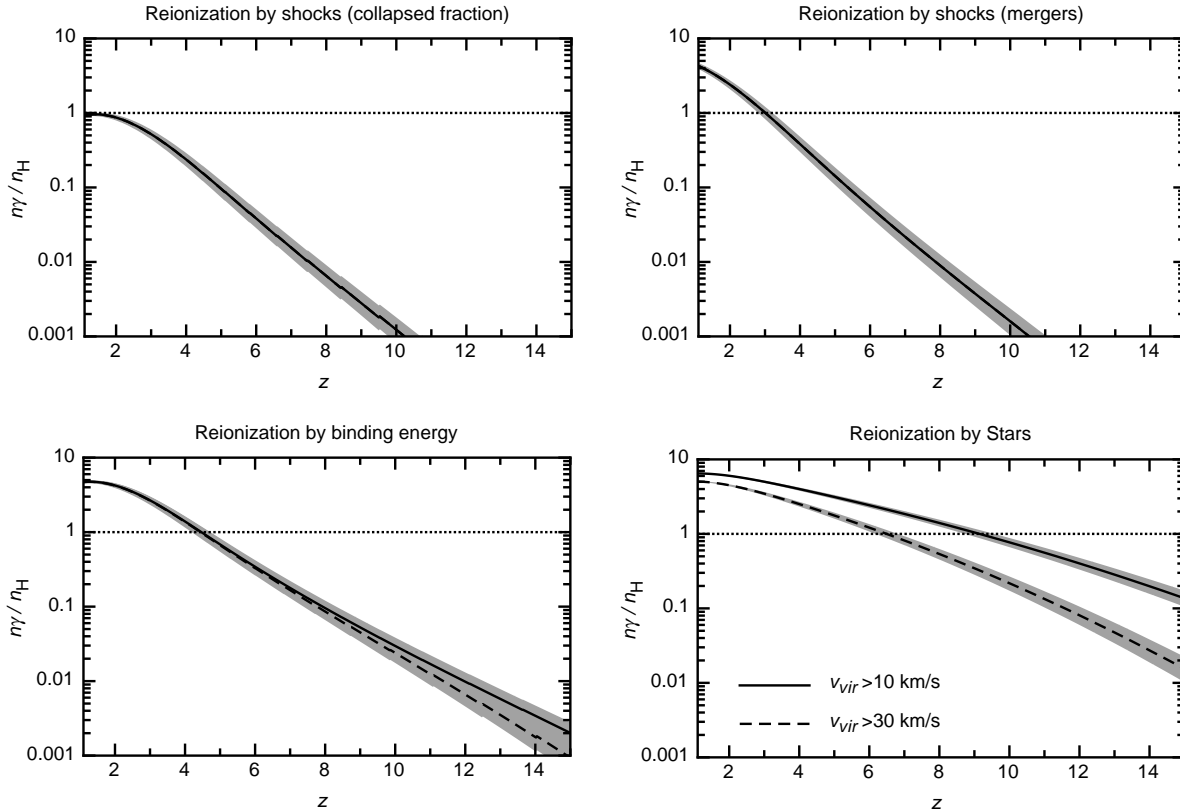 Reionization by shocks (collapsed fraction)
10
1
0.1
0.01
0.001
nγ / nH
2 4 6 8 10 12 14
z
Reionization by shocks (mergers)
10
1
0.1
0.01
0.001
nγ / nH
2 4 6 8 10 12 14
z
Reionization by binding energy
10
1
0.1
0.01
0.001
nγ / nH
2 4 6 8 10 12 14
z
Reionization by Stars
10
1
0.1
0.01
0.001
nγ / nH
vvir >10 km/s
vvir >30 km/s
2 4 6 8 10 12 14
z